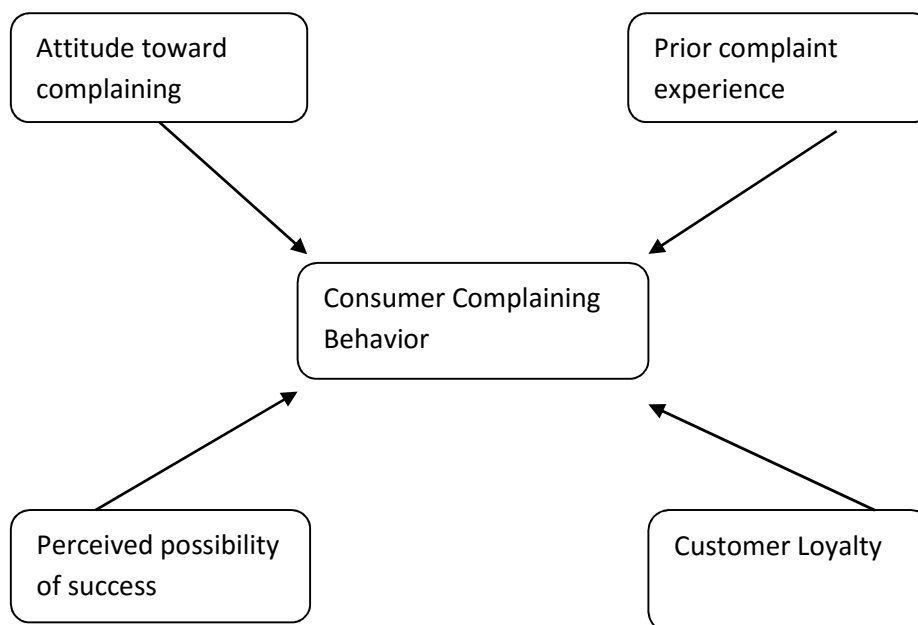 Attitude toward
complaining
Prior complaint
experience
Consumer Complaining
Behavior
Perceived possibility
of success
Customer Loyalty